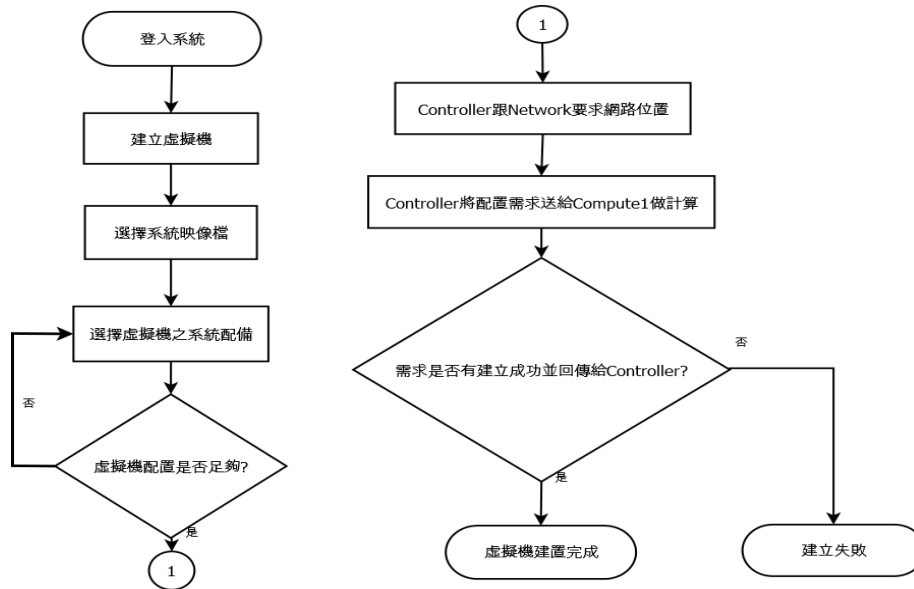 登入系統
建立虛擬機
選擇系統映像檔
選擇虛擬機之系統配備
否
虛擬機配置是否足夠?
是
1
1
Controller跟Network要求網路位置
Controller將配置需求送給Compute1做計算
需求是否有建立成功並回傳給Controller?
否
是
虛擬機建置完成
建立失敗